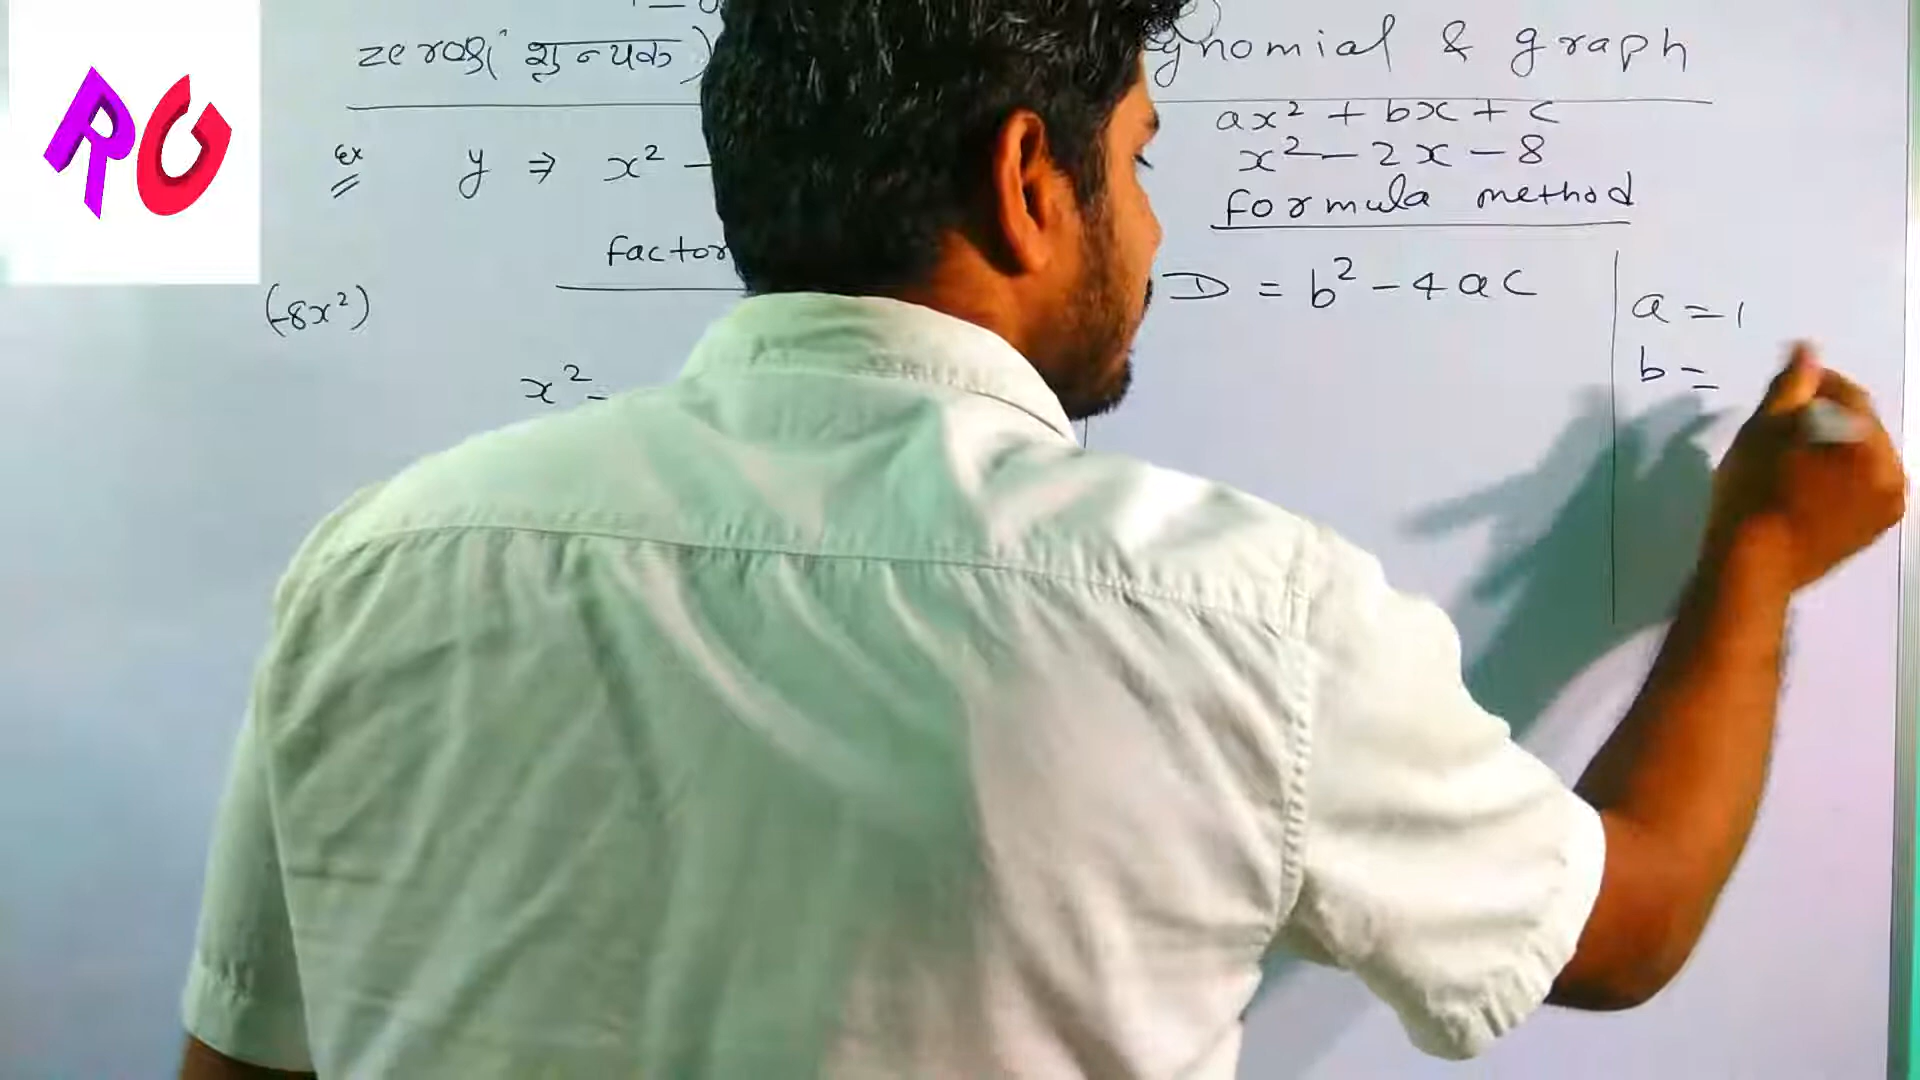 RG
zeros( शुन्यक ) & graph
Ex y ⇒ x² -
ax² + bx + c
x² - 2x - 8
formula method
factor
D = b² - 4ac
(-8x²)
a = 1
b =
x² -